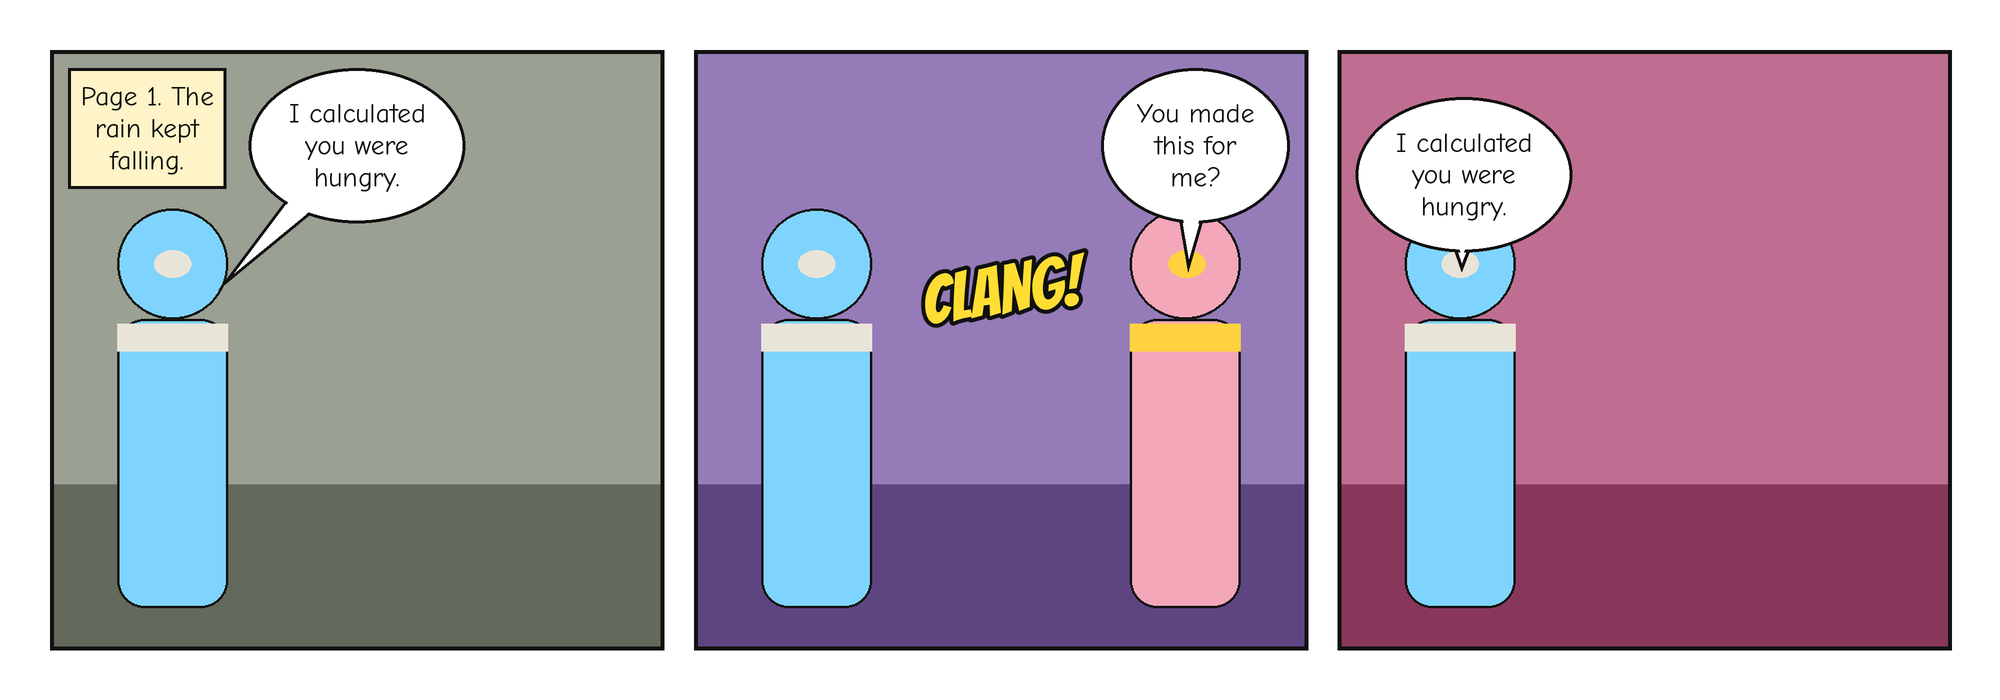 Page 1. The
rain kept
falling.
I calculated
you were
hungry.
CLANG!
You made
this for
me?
I calculated
you were
hungry.